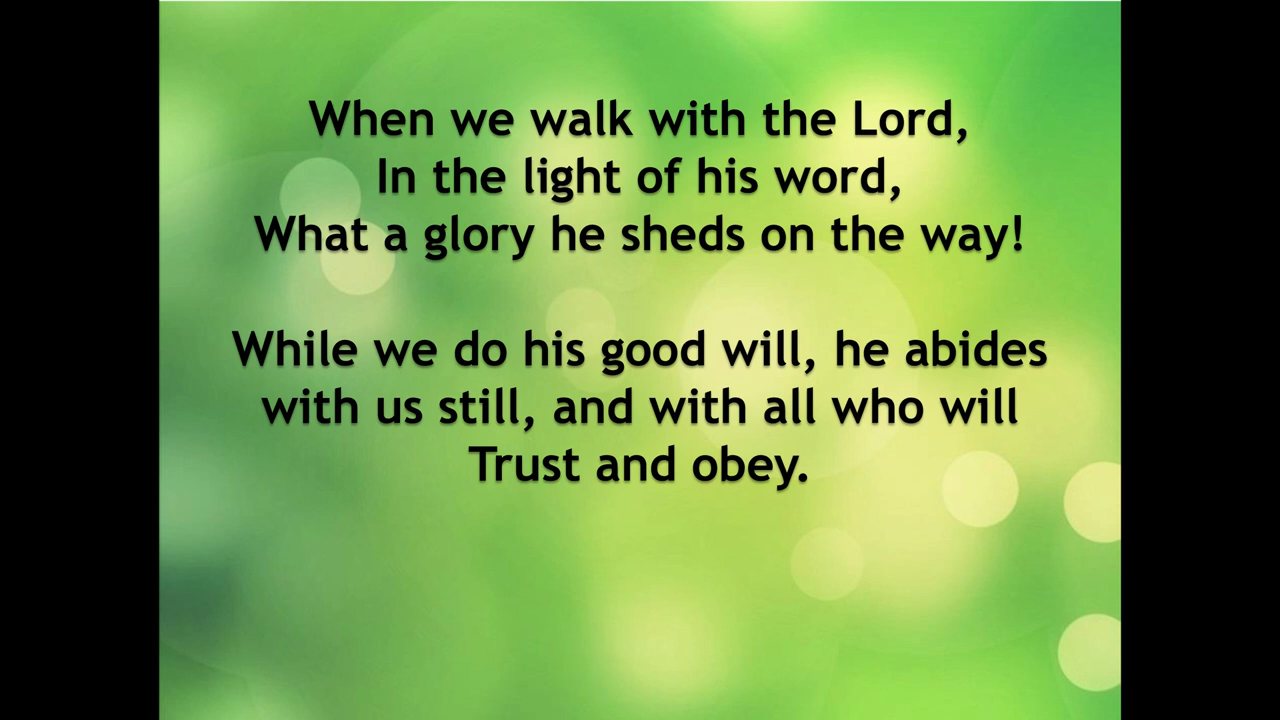 When we walk with the Lord,
In the light of his word,
What a glory he sheds on the way!
While we do his good will, he abides
with us still, and with all who will
Trust and obey.